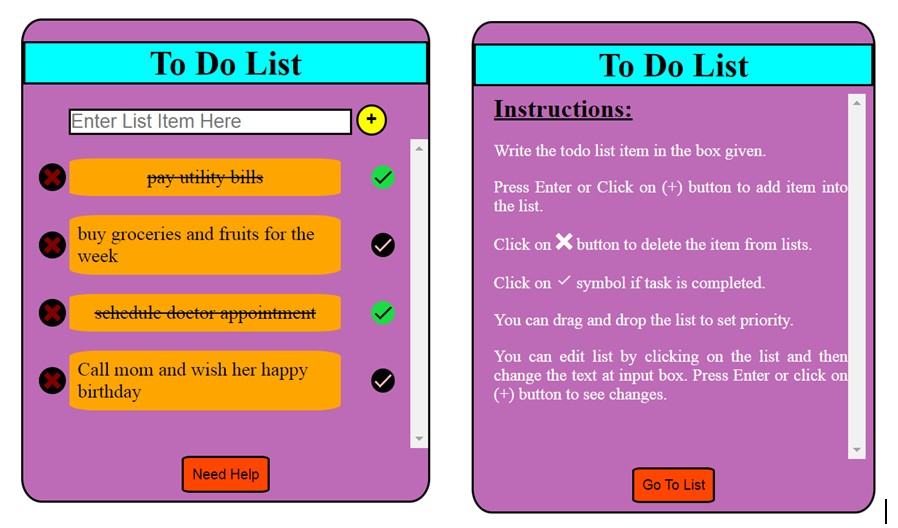 To Do List
Enter List Item Here
+
pay utility bills
buy groceries and fruits for the
week
schedule doctor appointment
Call mom and wish her happy
birthday
Need Help
To Do List
Instructions:
Write the todo list item in the box given.
Press Enter or Click on (+) button to add item into
the list.
Click on ✖ button to delete the item from lists.
Click on ✓ symbol if task is completed.
You can drag and drop the list to set priority.
You can edit list by clicking on the list and then
change the text at input box. Press Enter or click on
(+) button to see changes.
Go To List